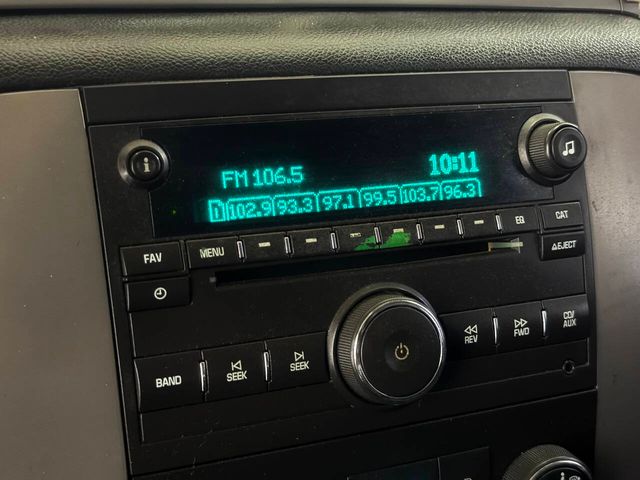 FM 106.5 10:11
1 102.9 93.3 97.1 99.5 103.7 96.3
FAV MENU EQ CAT
EJECT
BAND SEEK SEEK REV FWD CD/
AUX